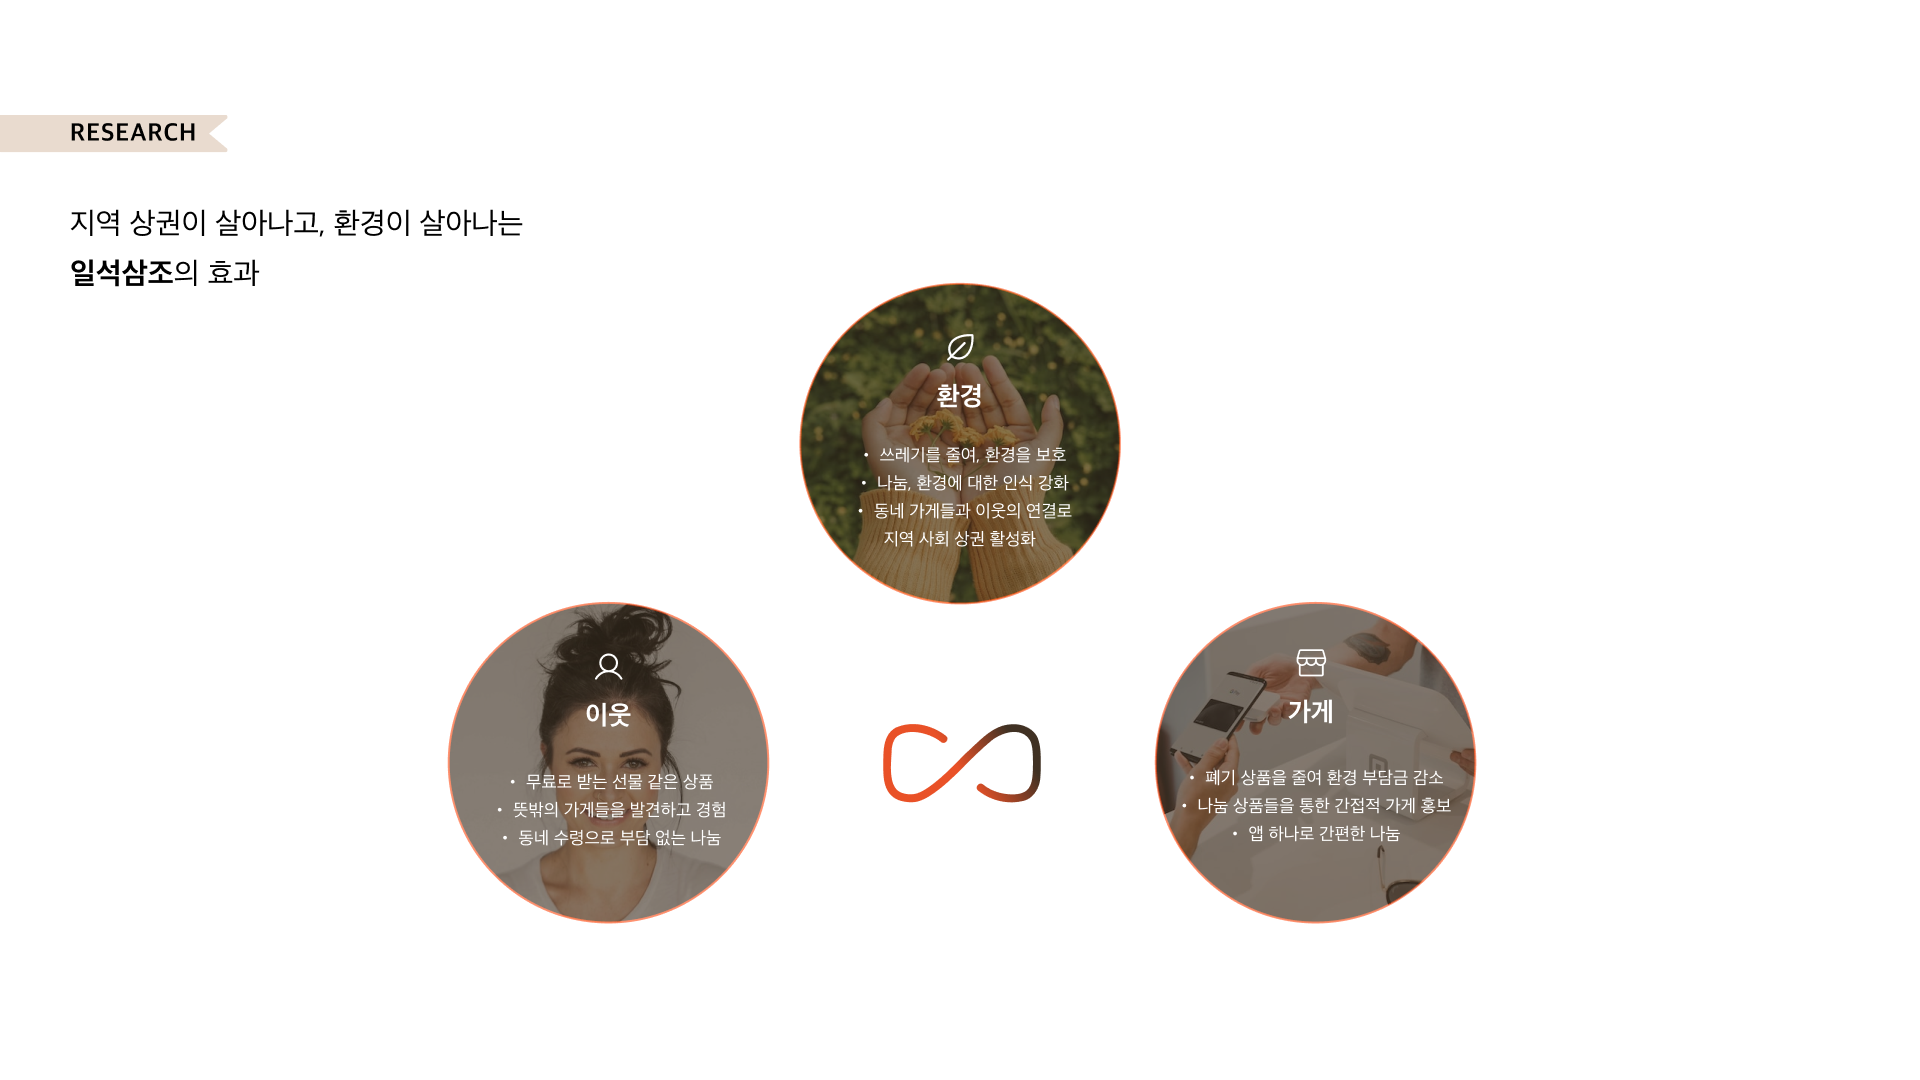 RESEARCH
지역 상권이 살아나고, 환경이 살아나는
일석삼조의 효과
환경
• 쓰레기를 줄여, 환경을 보호
• 나눔, 환경에 대한 인식 강화
• 동네 가게들과 이웃의 연결로
지역 사회 상권 활성화
이웃
• 무료로 받는 선물 같은 상품
• 뜻밖의 가게들을 발견하고 경험
• 동네 수령으로 부담 없는 나눔
가게
• 폐기 상품을 줄여 환경 부담금 감소
• 나눔 상품들을 통한 간접적 가게 홍보
• 앱 하나로 간편한 나눔